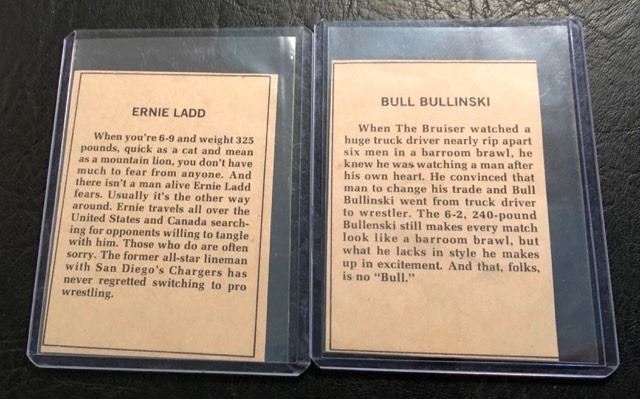 ERNIE LADD
When you're 6-9 and weight 325
pounds, quick as a cat and mean
as a mountain lion, you don't have
much to fear from anyone. And
there isn't a man alive Ernie Ladd
fears. Usually it's the other way
around. Ernie travels all over the
United States and Canada search-
ing for opponents willing to tangle
with him. Those who do are often
sorry. The former all-star lineman
with San Diego's Chargers has
never regretted switching to pro
wrestling.
BULL BULLINSKI
When The Bruiser watched a
huge truck driver nearly rip apart
six men in a barroom brawl, he
knew he was watching a man after
his own heart. He convinced that
man to change his trade and Bull
Bullinski went from truck driver
to wrestler. The 6-2, 240-pound
Bullenski still makes every match
look like a barroom brawl, but
what he lacks in style he makes
up in excitement. And that, folks,
is no "Bull."